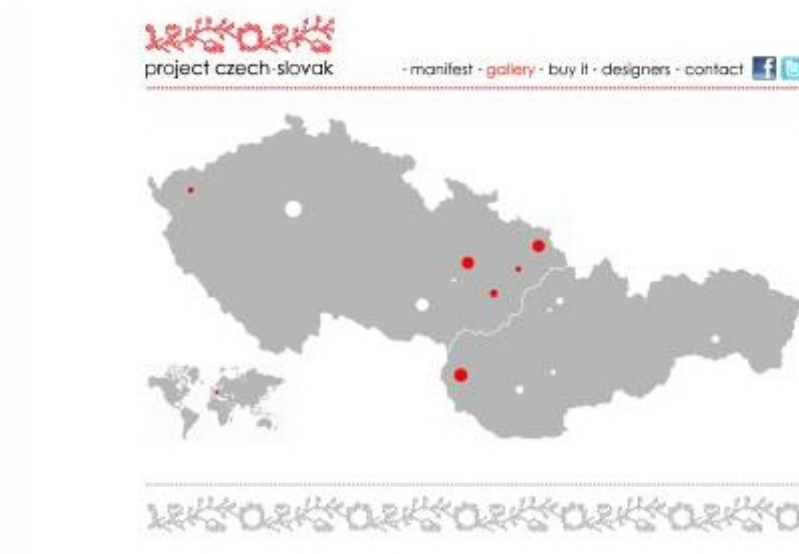 project czech-slovak
- manifest - gallery - buy it - designers - contact